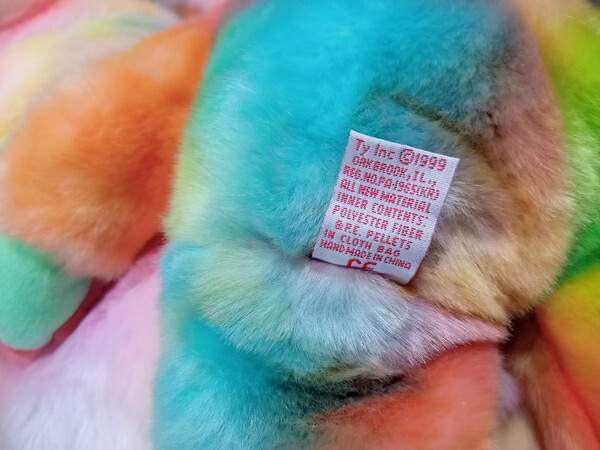 Ty Inc ©1999
OAKBROOK, IL.,
REG.NO.PA-1965(KR)
ALL NEW MATERIAL
INNER CONTENTS:
POLYESTER FIBER
&P.E. PELLETS
IN CLOTH BAG
HAND MADE IN CHINA
CE